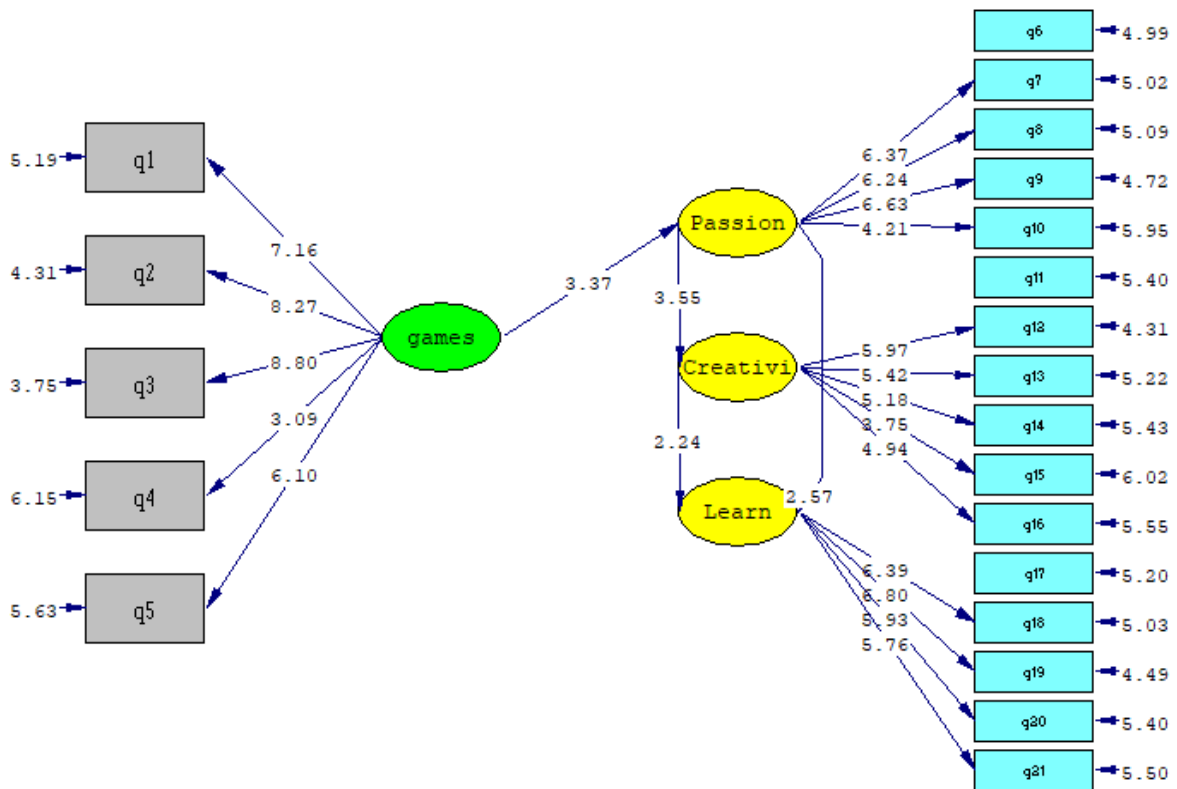 5.19 q1
4.31 q2
3.75 q3
6.15 q4
5.63 q5
7.16
8.27
8.80
3.09
6.10
games
3.37
Passion
3.55
Creativi
2.24
Learn
2.57
6.37
6.24
6.63
4.21
5.97
5.42
5.18
3.75
4.94
6.39
6.80
5.93
5.76
q6 4.99
q7 5.02
q8 5.09
q9 4.72
q10 5.95
q11 5.40
q12 4.31
q13 5.22
q14 5.43
q15 6.02
q16 5.55
q17 5.20
q18 5.03
q19 4.49
q20 5.40
q21 5.50